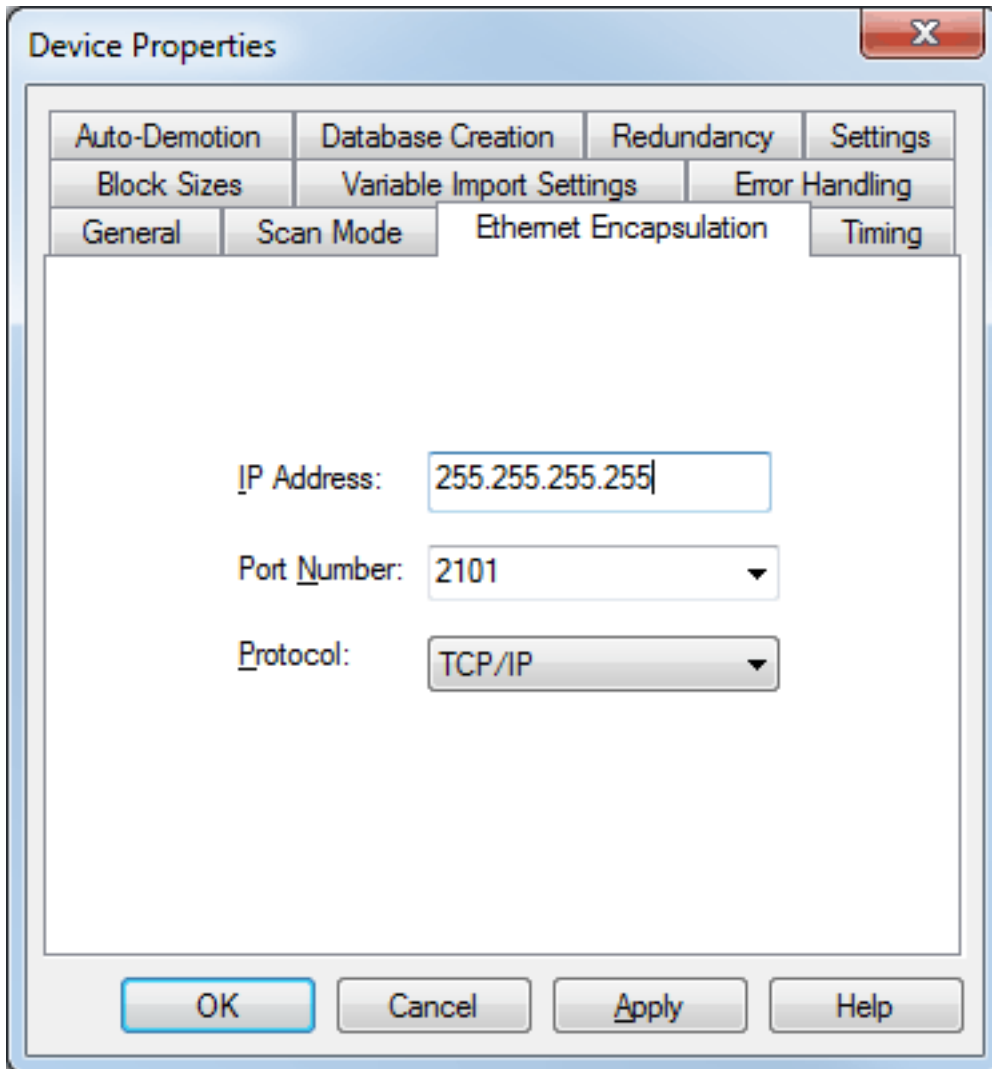 Device Properties
X
Auto-Demotion Database Creation Redundancy Settings
Block Sizes Variable Import Settings Error Handling
General Scan Mode Ethernet Encapsulation Timing
IP Address: 255.255.255.255
Port Number: 2101
Protocol: TCP/IP
OK Cancel Apply Help